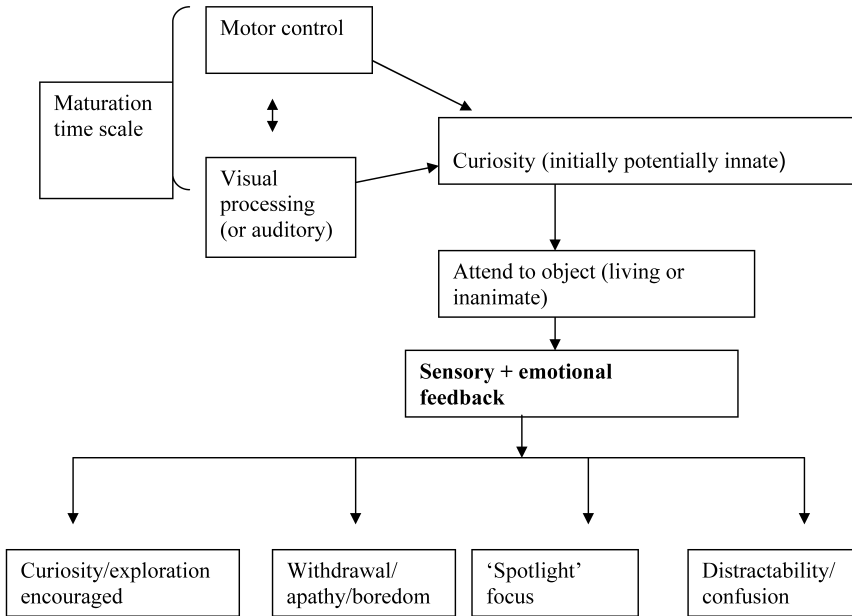 Motor control
Maturation
time scale
Visual
processing
(or auditory)
Curiosity (initially potentially innate)
Attend to object (living or
inanimate)
Sensory + emotional
feedback
Curiosity/exploration
encouraged
Withdrawal/
apathy/boredom
‘Spotlight’
focus
Distractability/
confusion